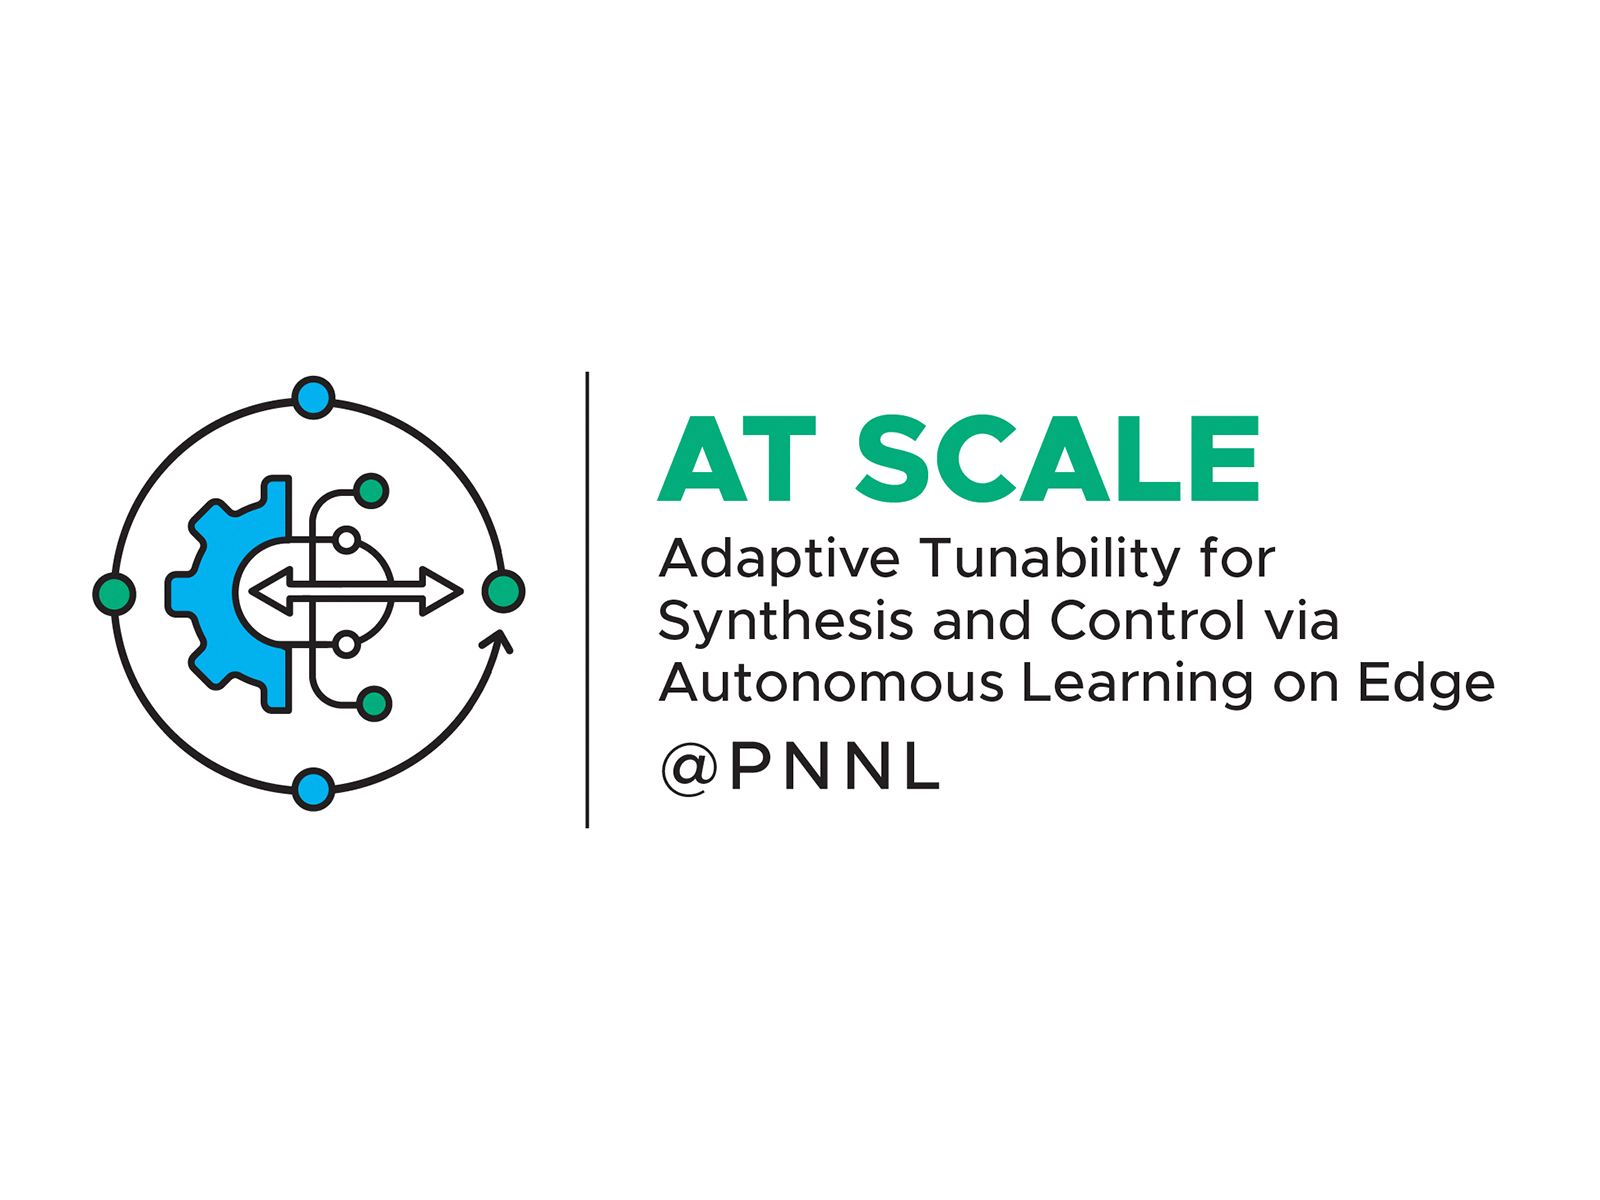 AT SCALE
Adaptive Tunability for
Synthesis and Control via
Autonomous Learning on Edge
@PNNL